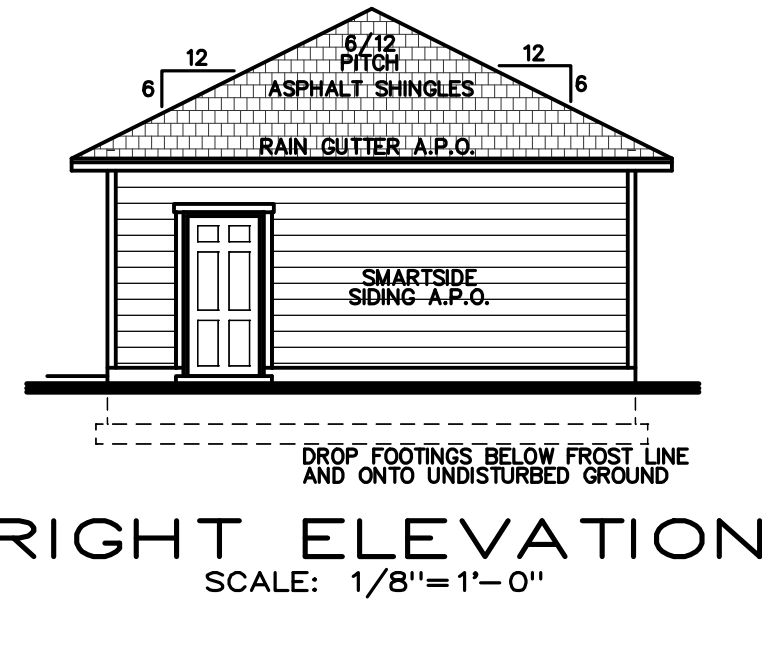 6/12
PITCH
12
6
12
6
ASPHALT SHINGLES
RAIN GUTTER A.P.O.
SMARTSIDE
SIDING A.P.O.
DROP FOOTINGS BELOW FROST LINE
AND ONTO UNDISTURBED GROUND
RIGHT ELEVATION
SCALE: 1/8"=1'-0"